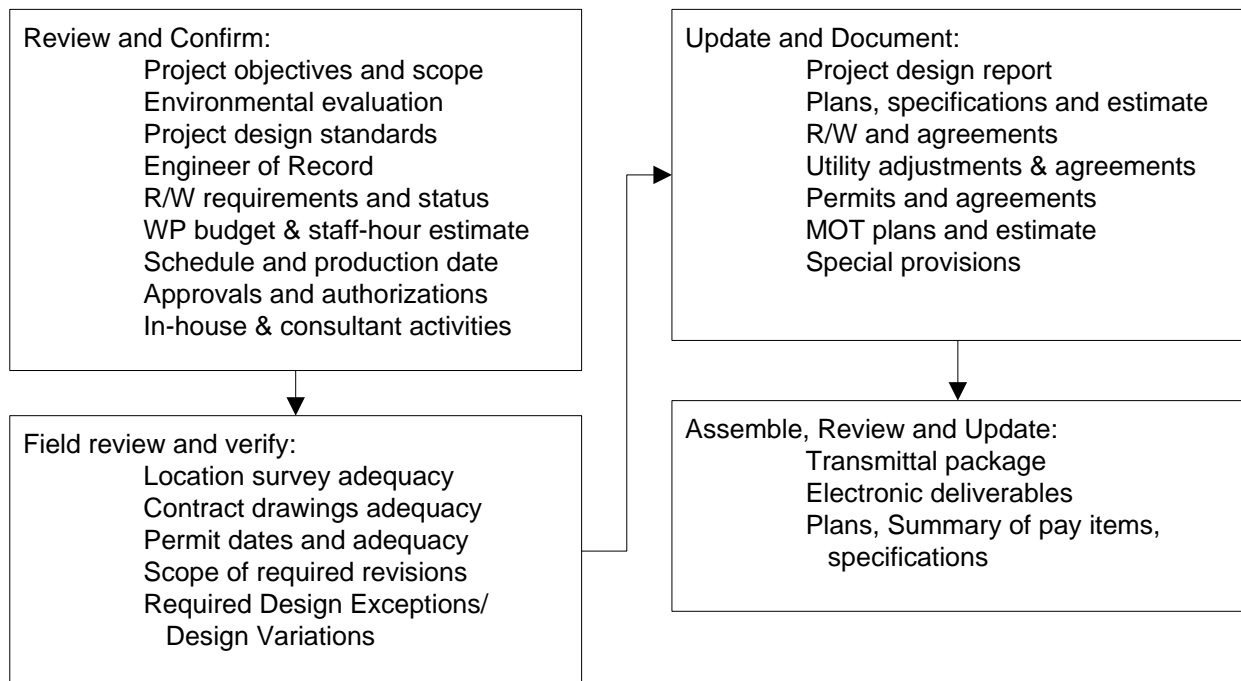 Review and Confirm:
Project objectives and scope
Environmental evaluation
Project design standards
Engineer of Record
R/W requirements and status
WP budget & staff-hour estimate
Schedule and production date
Approvals and authorizations
In-house & consultant activities
Field review and verify:
Location survey adequacy
Contract drawings adequacy
Permit dates and adequacy
Scope of required revisions
Required Design Exceptions/
Design Variations
Update and Document:
Project design report
Plans, specifications and estimate
R/W and agreements
Utility adjustments & agreements
Permits and agreements
MOT plans and estimate
Special provisions
Assemble, Review and Update:
Transmittal package
Electronic deliverables
Plans, Summary of pay items,
specifications